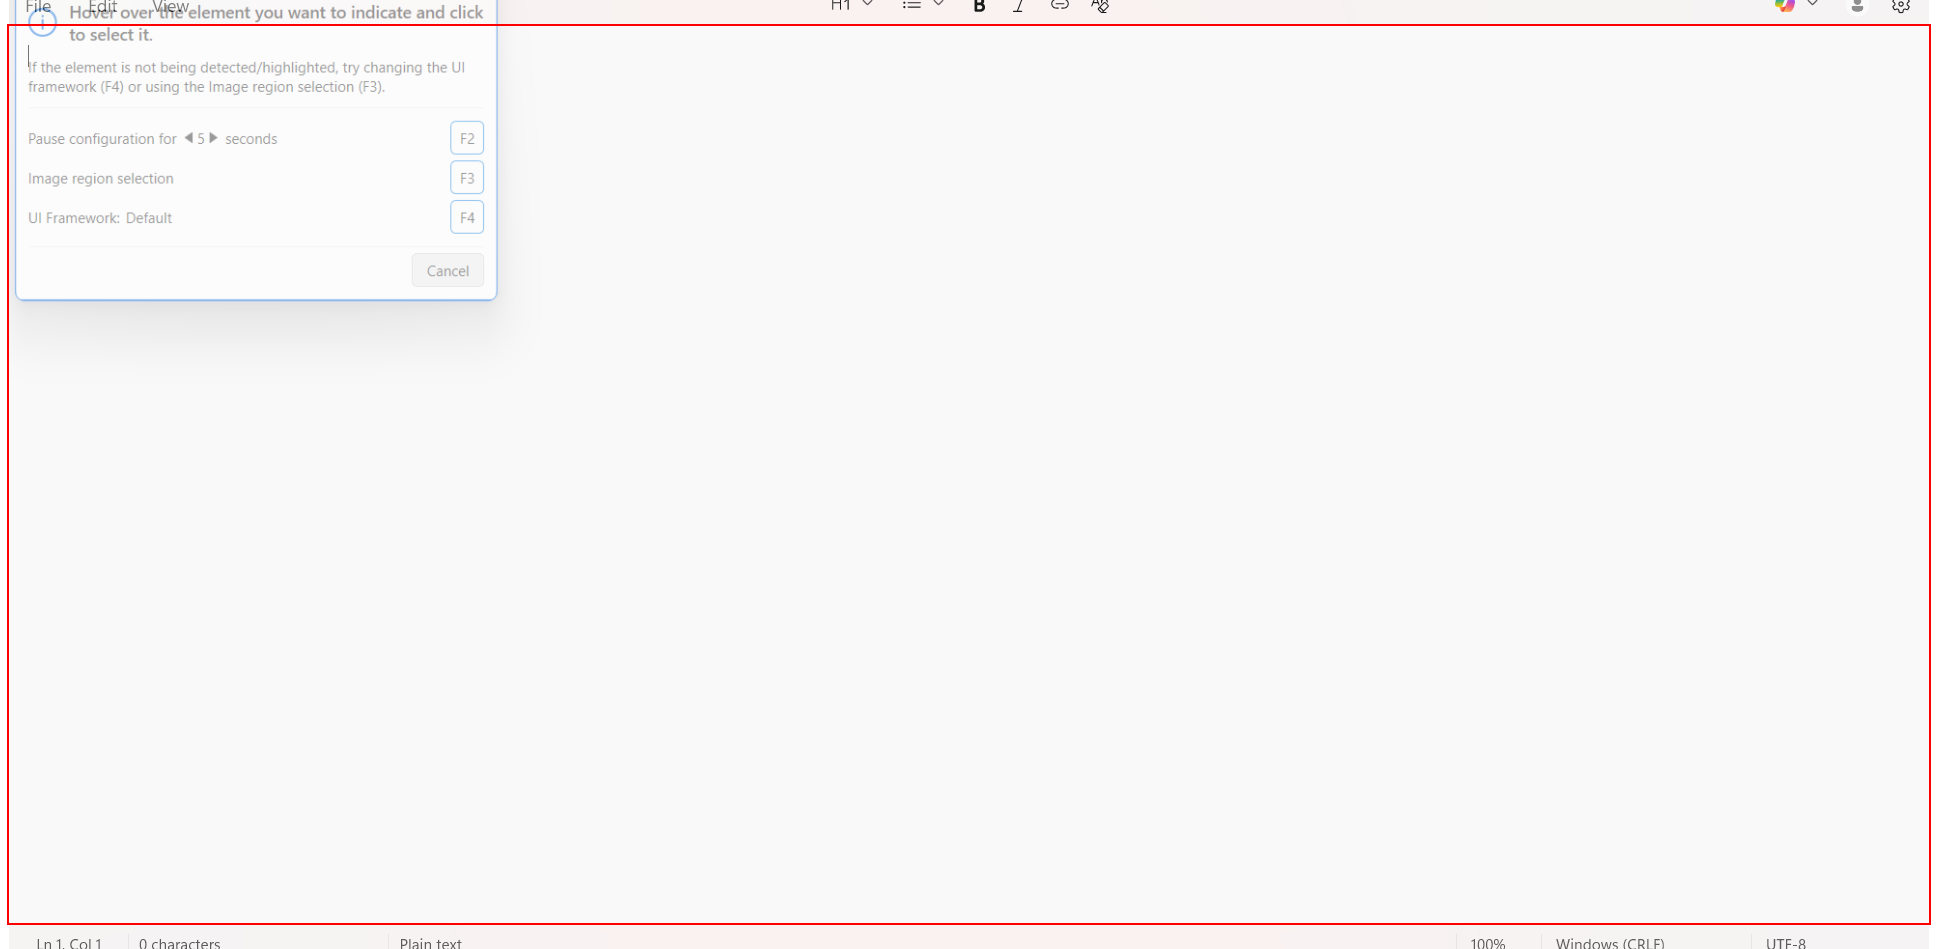 File Edit View H1 B I
Hover over the element you want to indicate and click
to select it.
If the element is not being detected/highlighted, try changing the UI
framework (F4) or using the Image region selection (F3).
Pause configuration for ◀ 5 ▶ seconds F2
Image region selection F3
UI Framework: Default F4
Cancel
Ln 1, Col 1 0 characters Plain text 100% Windows (CRLF) UTF-8